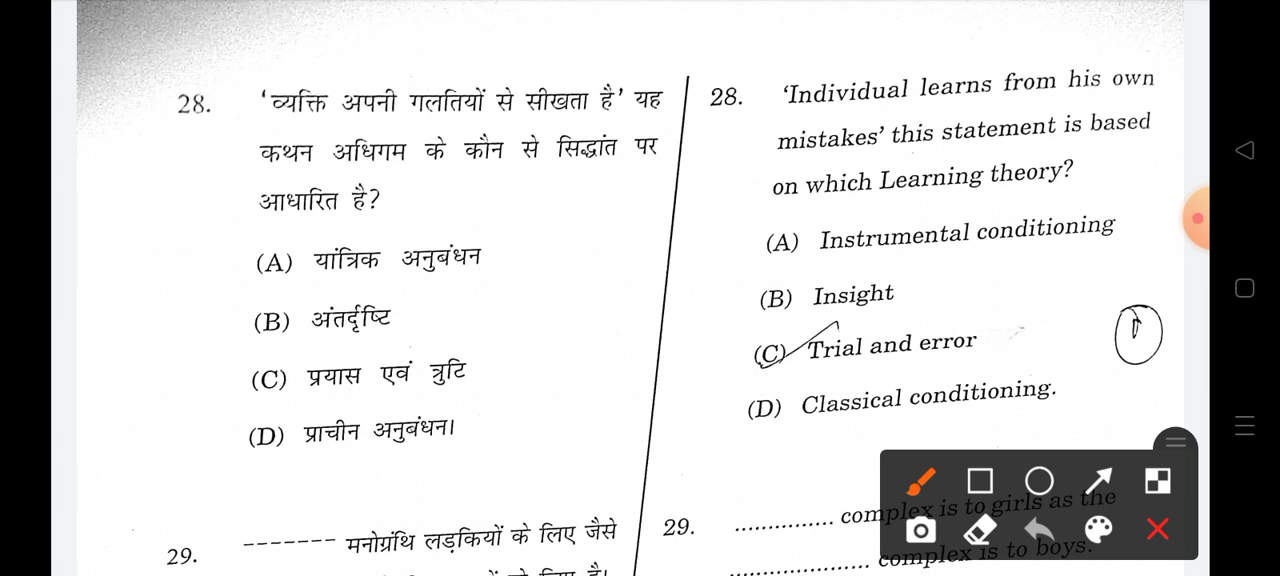 28. 'व्यक्ति अपनी गलतियों से सीखता है' यह
कथन अधिगम के कौन से सिद्धांत पर
आधारित है?
(A) यांत्रिक अनुबंधन
(B) अंतर्दृष्टि
(C) प्रयास एवं त्रुटि
(D) प्राचीन अनुबंधन।
29. ------- मनोग्रंथि लड़कियों के लिए जैसे
28. 'Individual learns from his own
mistakes' this statement is based
on which Learning theory?
(A) Instrumental conditioning
(B) Insight
(C) Trial and error
(D) Classical conditioning.
29. ............... complex is to girls as the
.................... complex is to boys.